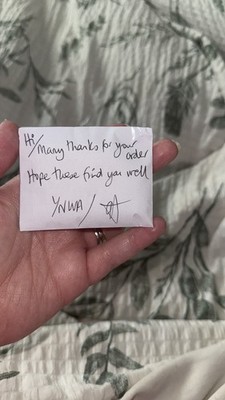 Hi/
Many thanks for your
order
Hope these find you well
YNWA/